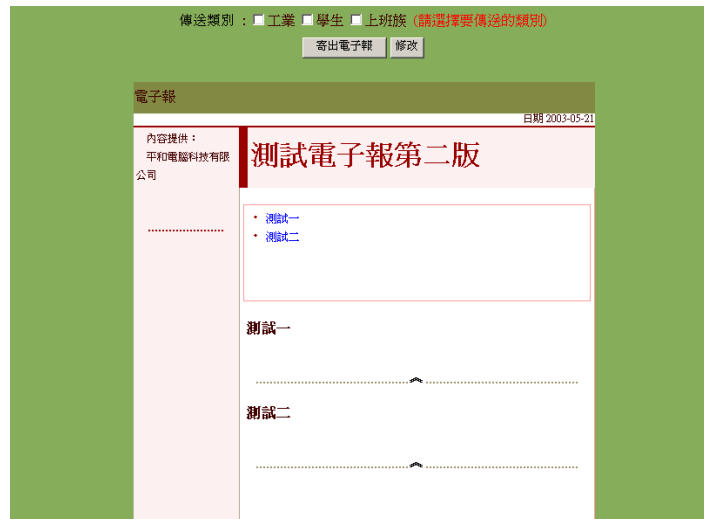 傳送類別 : 工業 學生 上班族 (請選擇要傳送的類別)
寄出電子報 修改
電子報
日期 2003-05-21
內容提供：
平和電腦科技有限
公司
測試電子報第二版
• 測試一
• 測試二
測試一
測試二